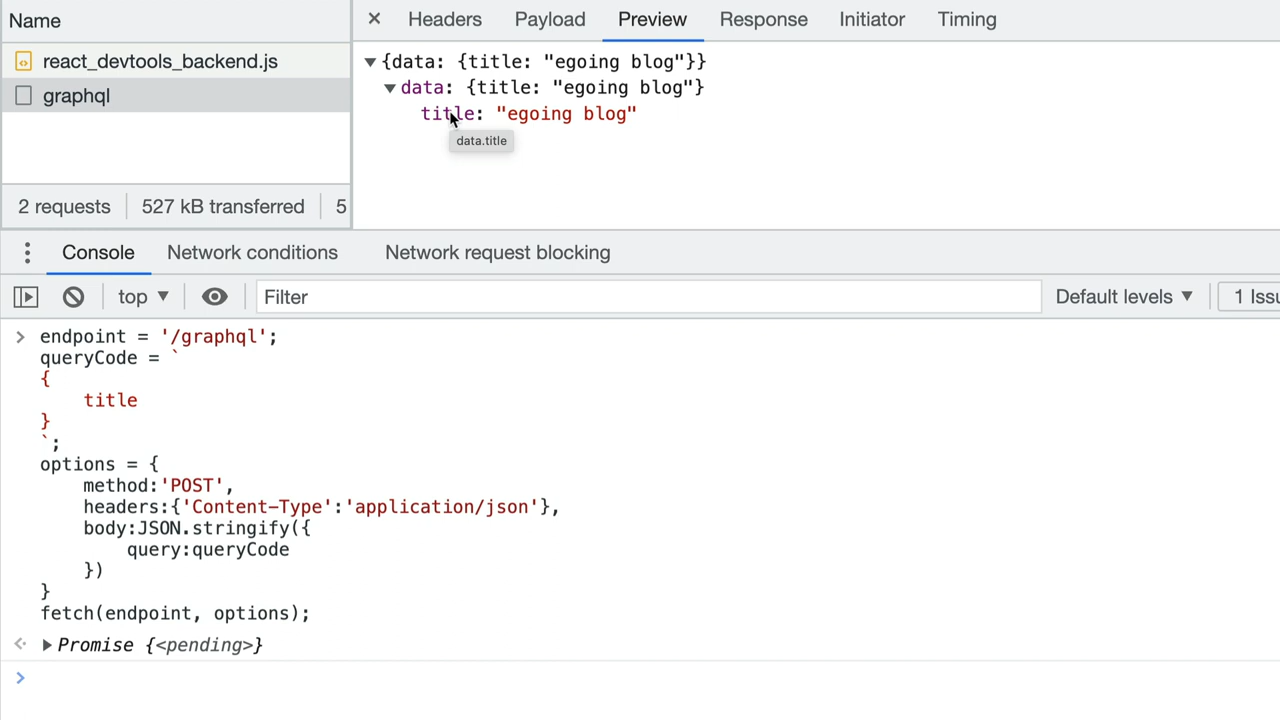 Name
× Headers Payload Preview Response Initiator Timing
react_devtools_backend.js
graphql
▼{data: {title: "egoing blog"}}
▼data: {title: "egoing blog"}
title: "egoing blog"
data.title
2 requests 527 kB transferred 5
Console Network conditions Network request blocking
top ▼ Filter Default levels ▼ 1 Issu
> endpoint = '/graphql';
queryCode = `
{
    title
}
`;
options = {
    method:'POST',
    headers:{'Content-Type':'application/json'},
    body:JSON.stringify({
        query:queryCode
    })
}
fetch(endpoint, options);
▶Promise {<pending>}
>